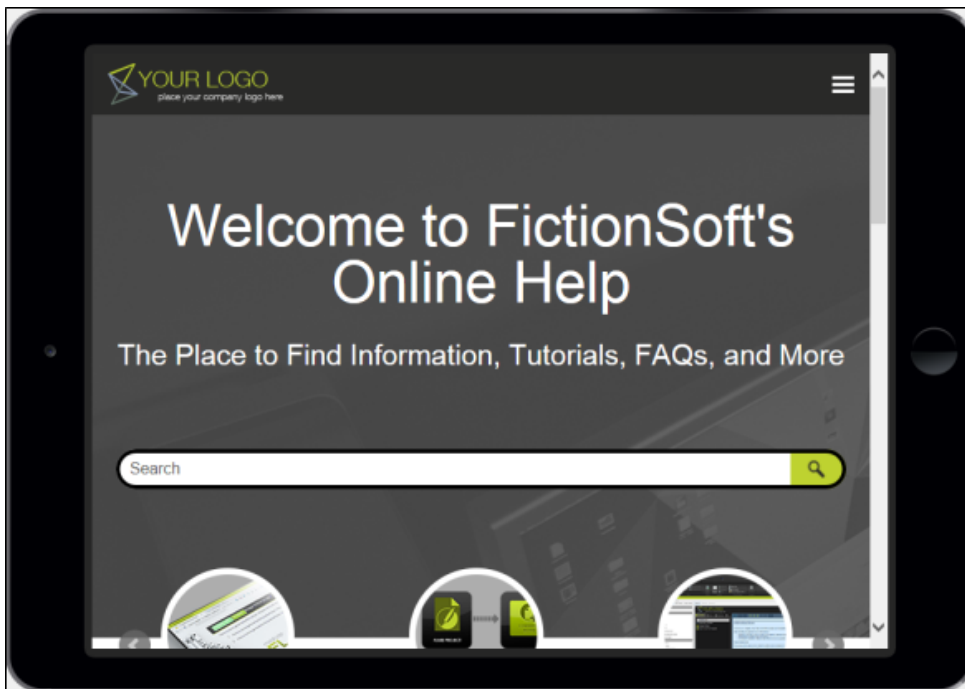 YOUR LOGO
place your company logo here
Welcome to FictionSoft's
Online Help
The Place to Find Information, Tutorials, FAQs, and More
Search